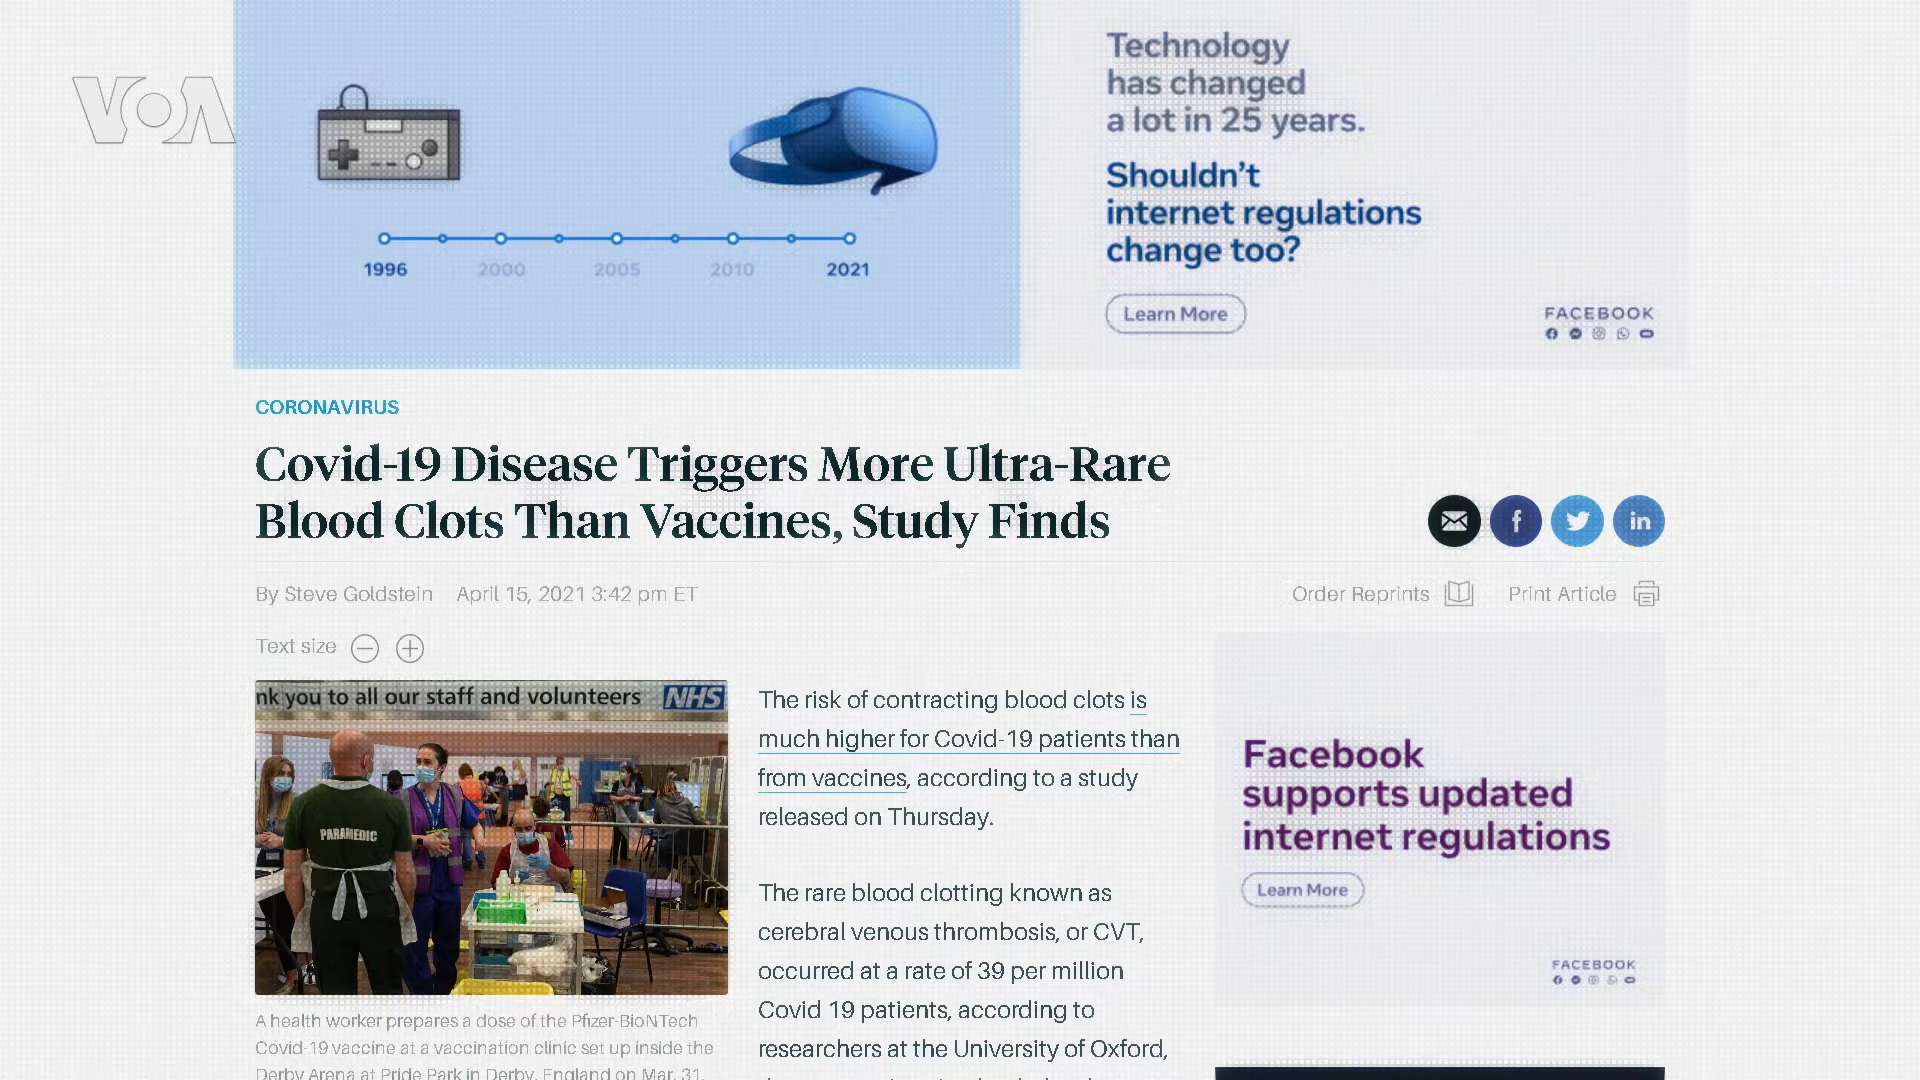 VOA
Technology
has changed
a lot in 25 years.
Shouldn't
internet regulations
change too?
Learn More
FACEBOOK
1996 2000 2005 2010 2021
CORONAVIRUS
Covid-19 Disease Triggers More Ultra-Rare
Blood Clots Than Vaccines, Study Finds
By Steve Goldstein April 15, 2021 3:42 pm ET
Order Reprints Print Article
Text size
nk you to all our staff and volunteers NHS
PARAMEDIC
A health worker prepares a dose of the Pfizer-BioNTech
Covid-19 vaccine at a vaccination clinic set up inside the
Derby Arena at Pride Park in Derby, England on Mar. 31,
The risk of contracting blood clots is
much higher for Covid-19 patients than
from vaccines, according to a study
released on Thursday.
The rare blood clotting known as
cerebral venous thrombosis, or CVT,
occurred at a rate of 39 per million
Covid 19 patients, according to
researchers at the University of Oxford,
Facebook
supports updated
internet regulations
Learn More
FACEBOOK